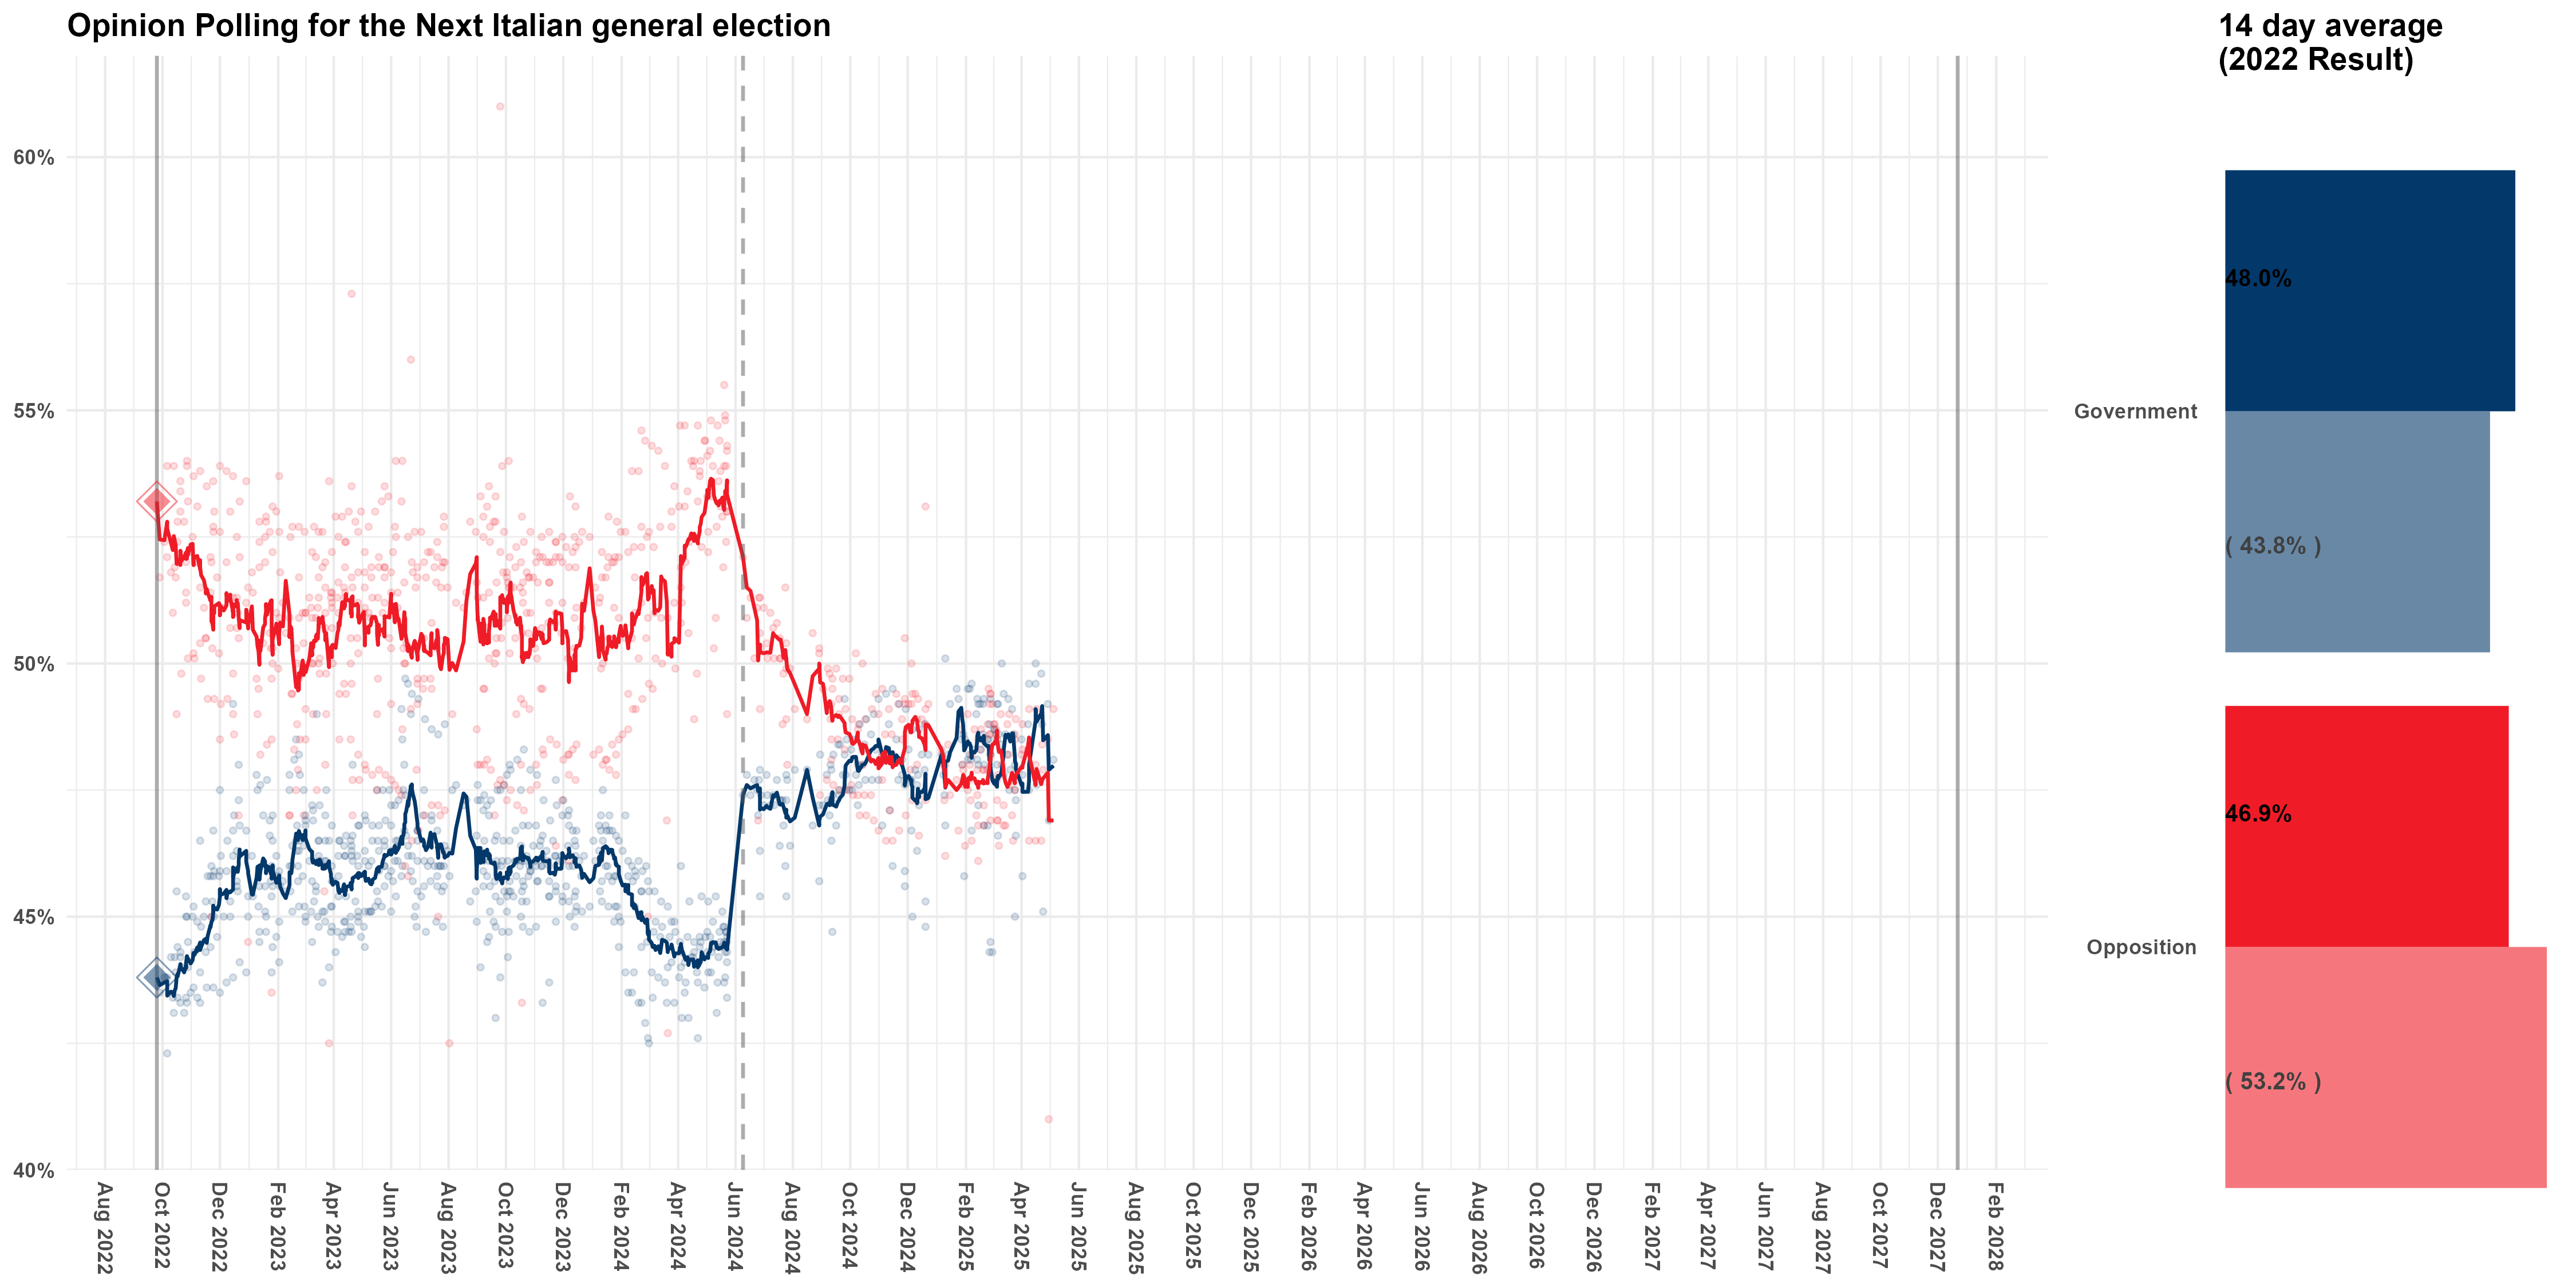 Opinion Polling for the Next Italian general election
14 day average
(2022 Result)
60%
55%
50%
45%
40%
Aug 2022
Oct 2022
Dec 2022
Feb 2023
Apr 2023
Jun 2023
Aug 2023
Oct 2023
Dec 2023
Feb 2024
Apr 2024
Jun 2024
Aug 2024
Oct 2024
Dec 2024
Feb 2025
Apr 2025
Jun 2025
Aug 2025
Oct 2025
Dec 2025
Feb 2026
Apr 2026
Jun 2026
Aug 2026
Oct 2026
Dec 2026
Feb 2027
Apr 2027
Jun 2027
Aug 2027
Oct 2027
Dec 2027
Feb 2028
Government
48.0%
( 43.8% )
Opposition
46.9%
( 53.2% )